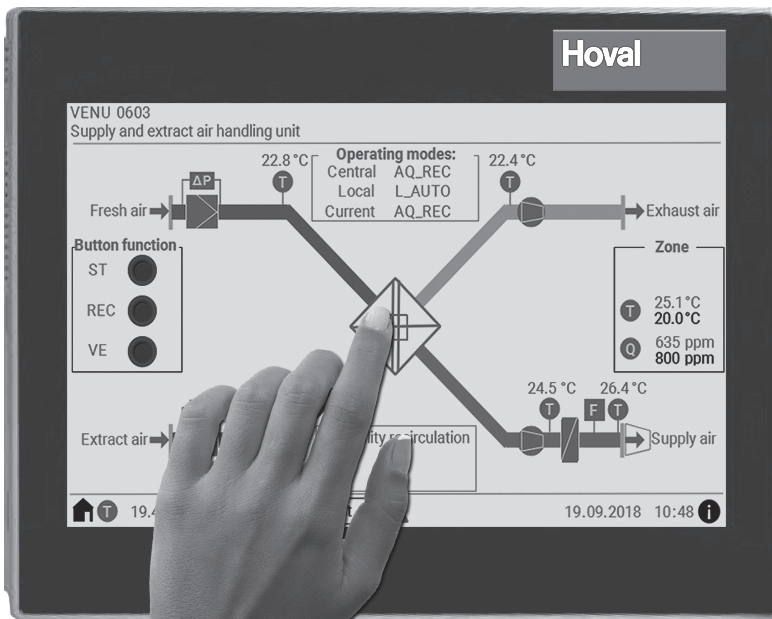 Hoval
VENU 0603
Supply and extract air handling unit
22.8 °C
Operating modes:
Central AQ_REC
Local L_AUTO
Current AQ_REC
22.4 °C
ΔP
T
T
Fresh air
Exhaust air
Button function
ST
REC
VE
Zone
T 25.1 °C
20.0 °C
Q 635 ppm
800 ppm
24.5 °C 26.4 °C
T F T
Extract air
recirculation
Supply air
T
19.09.2018 10:48 i